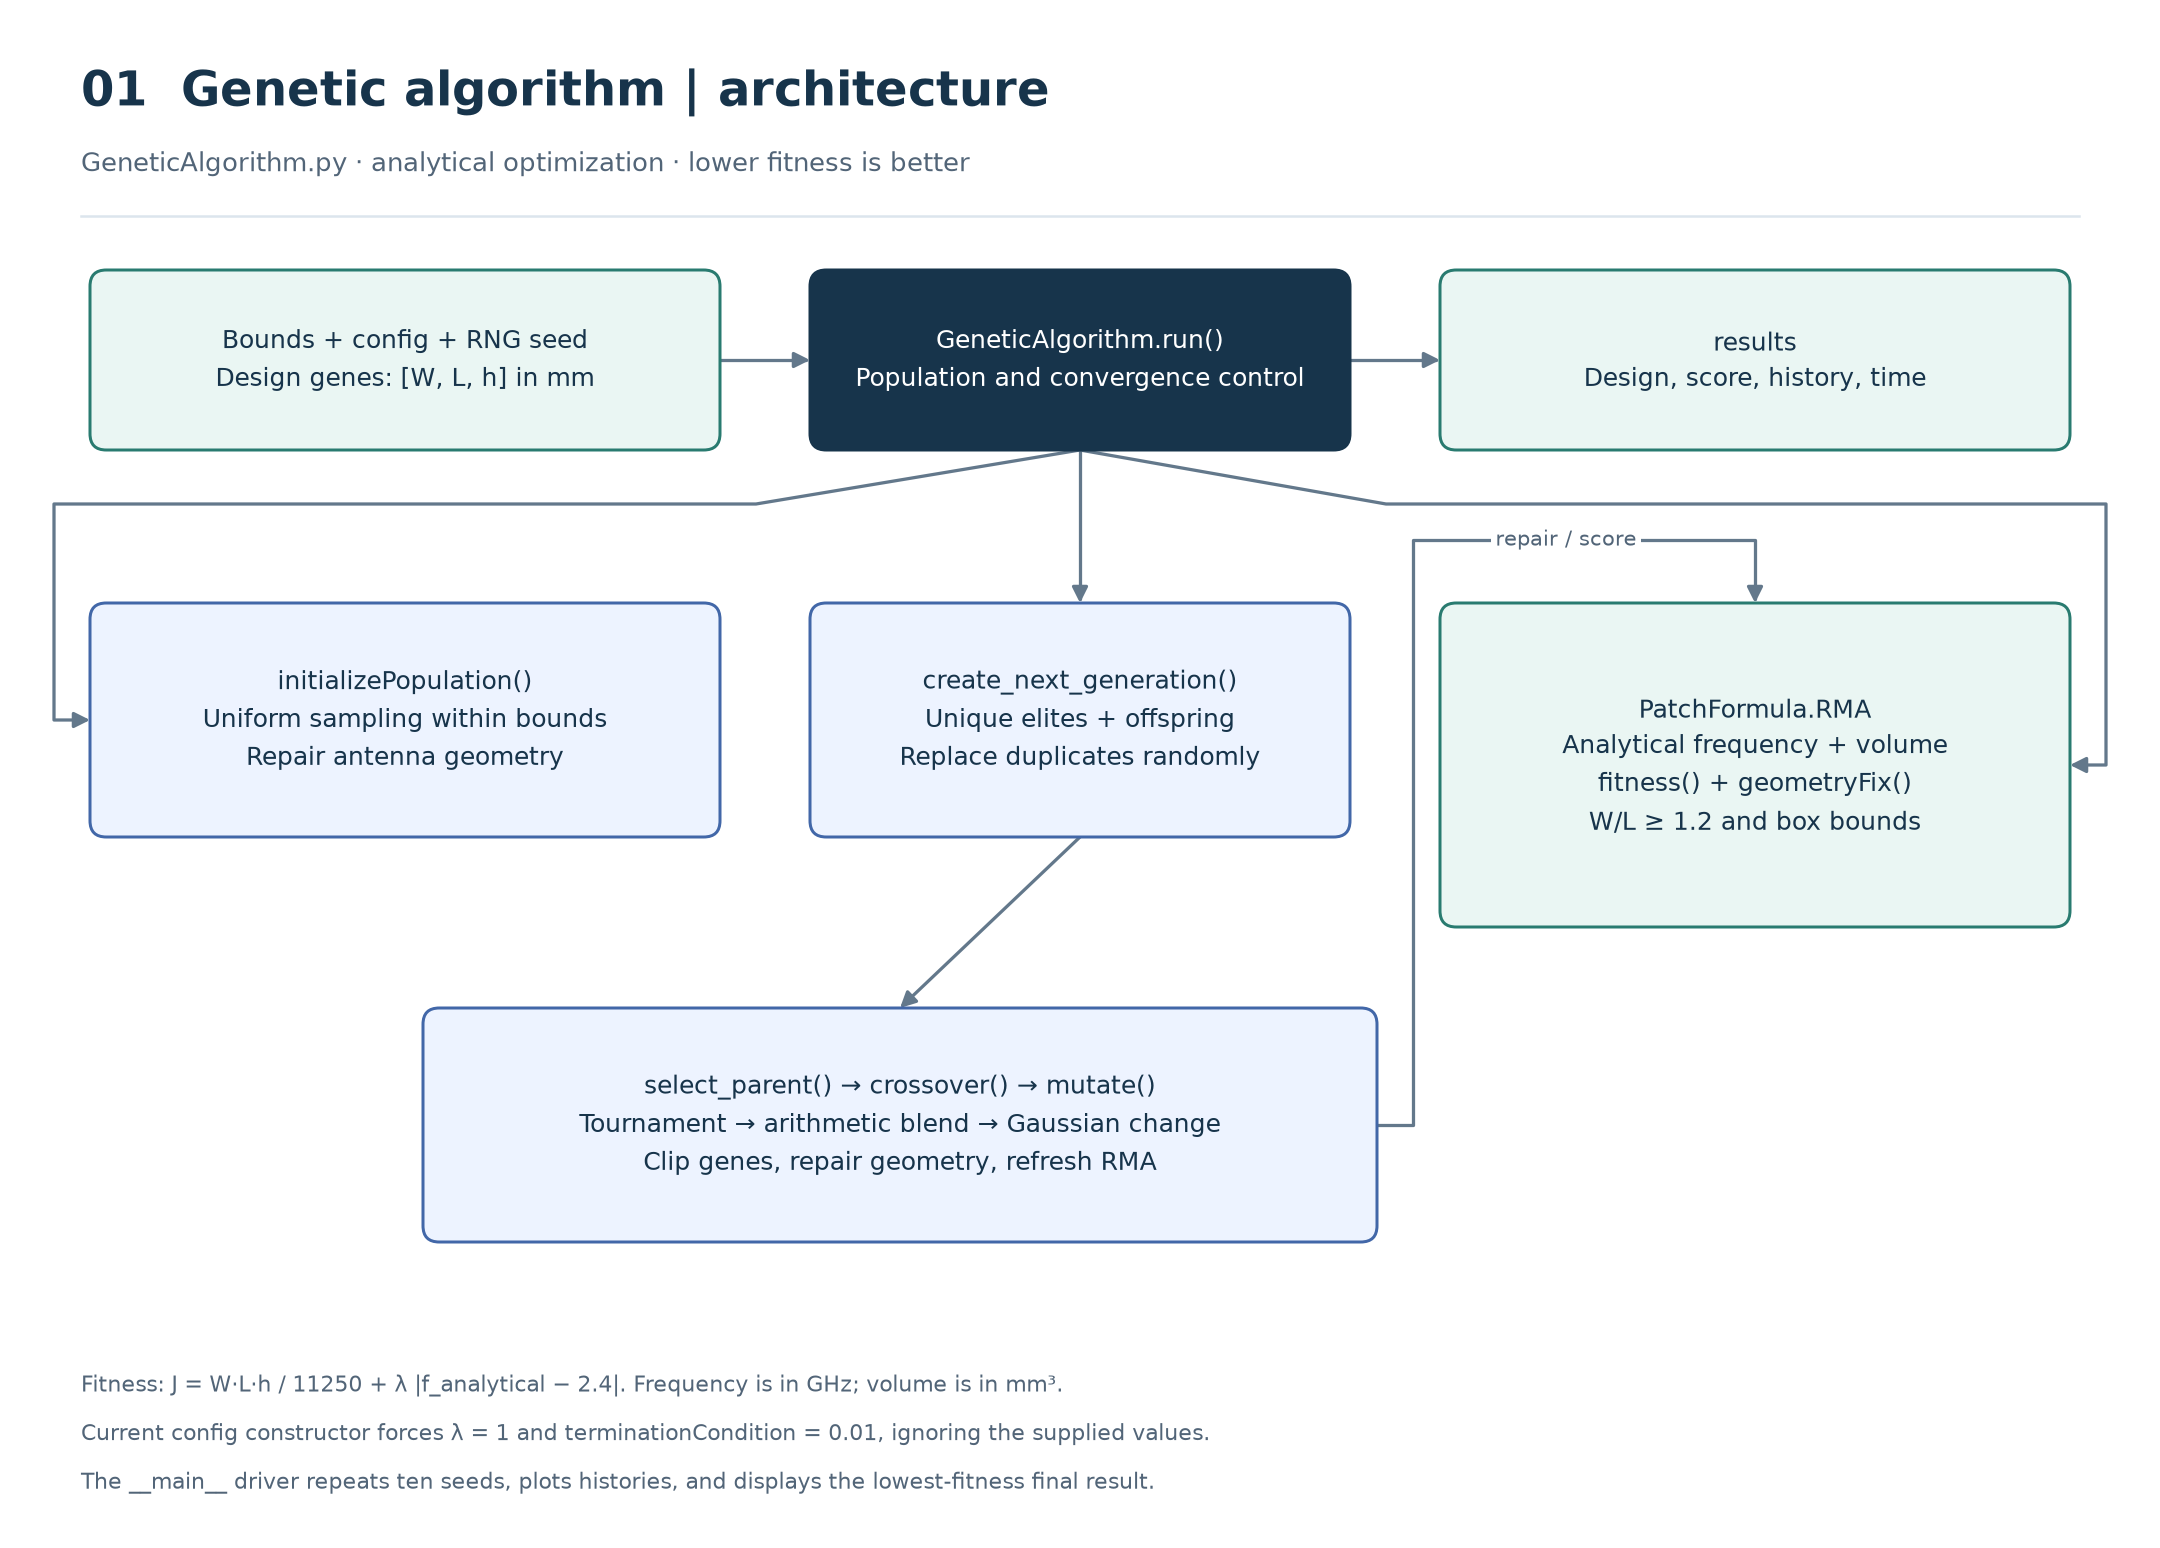 01 Genetic algorithm | architecture
GeneticAlgorithm.py · analytical optimization · lower fitness is better
Bounds + config + RNG seed
Design genes: [W, L, h] in mm
GeneticAlgorithm.run()
Population and convergence control
results
Design, score, history, time
repair / score
initializePopulation()
Uniform sampling within bounds
Repair antenna geometry
create_next_generation()
Unique elites + offspring
Replace duplicates randomly
PatchFormula.RMA
Analytical frequency + volume
fitness() + geometryFix()
W/L ≥ 1.2 and box bounds
select_parent() → crossover() → mutate()
Tournament → arithmetic blend → Gaussian change
Clip genes, repair geometry, refresh RMA
Fitness: J = W·L·h / 11250 + λ |f_analytical − 2.4|. Frequency is in GHz; volume is in mm³.
Current config constructor forces λ = 1 and terminationCondition = 0.01, ignoring the supplied values.
The __main__ driver repeats ten seeds, plots histories, and displays the lowest-fitness final result.